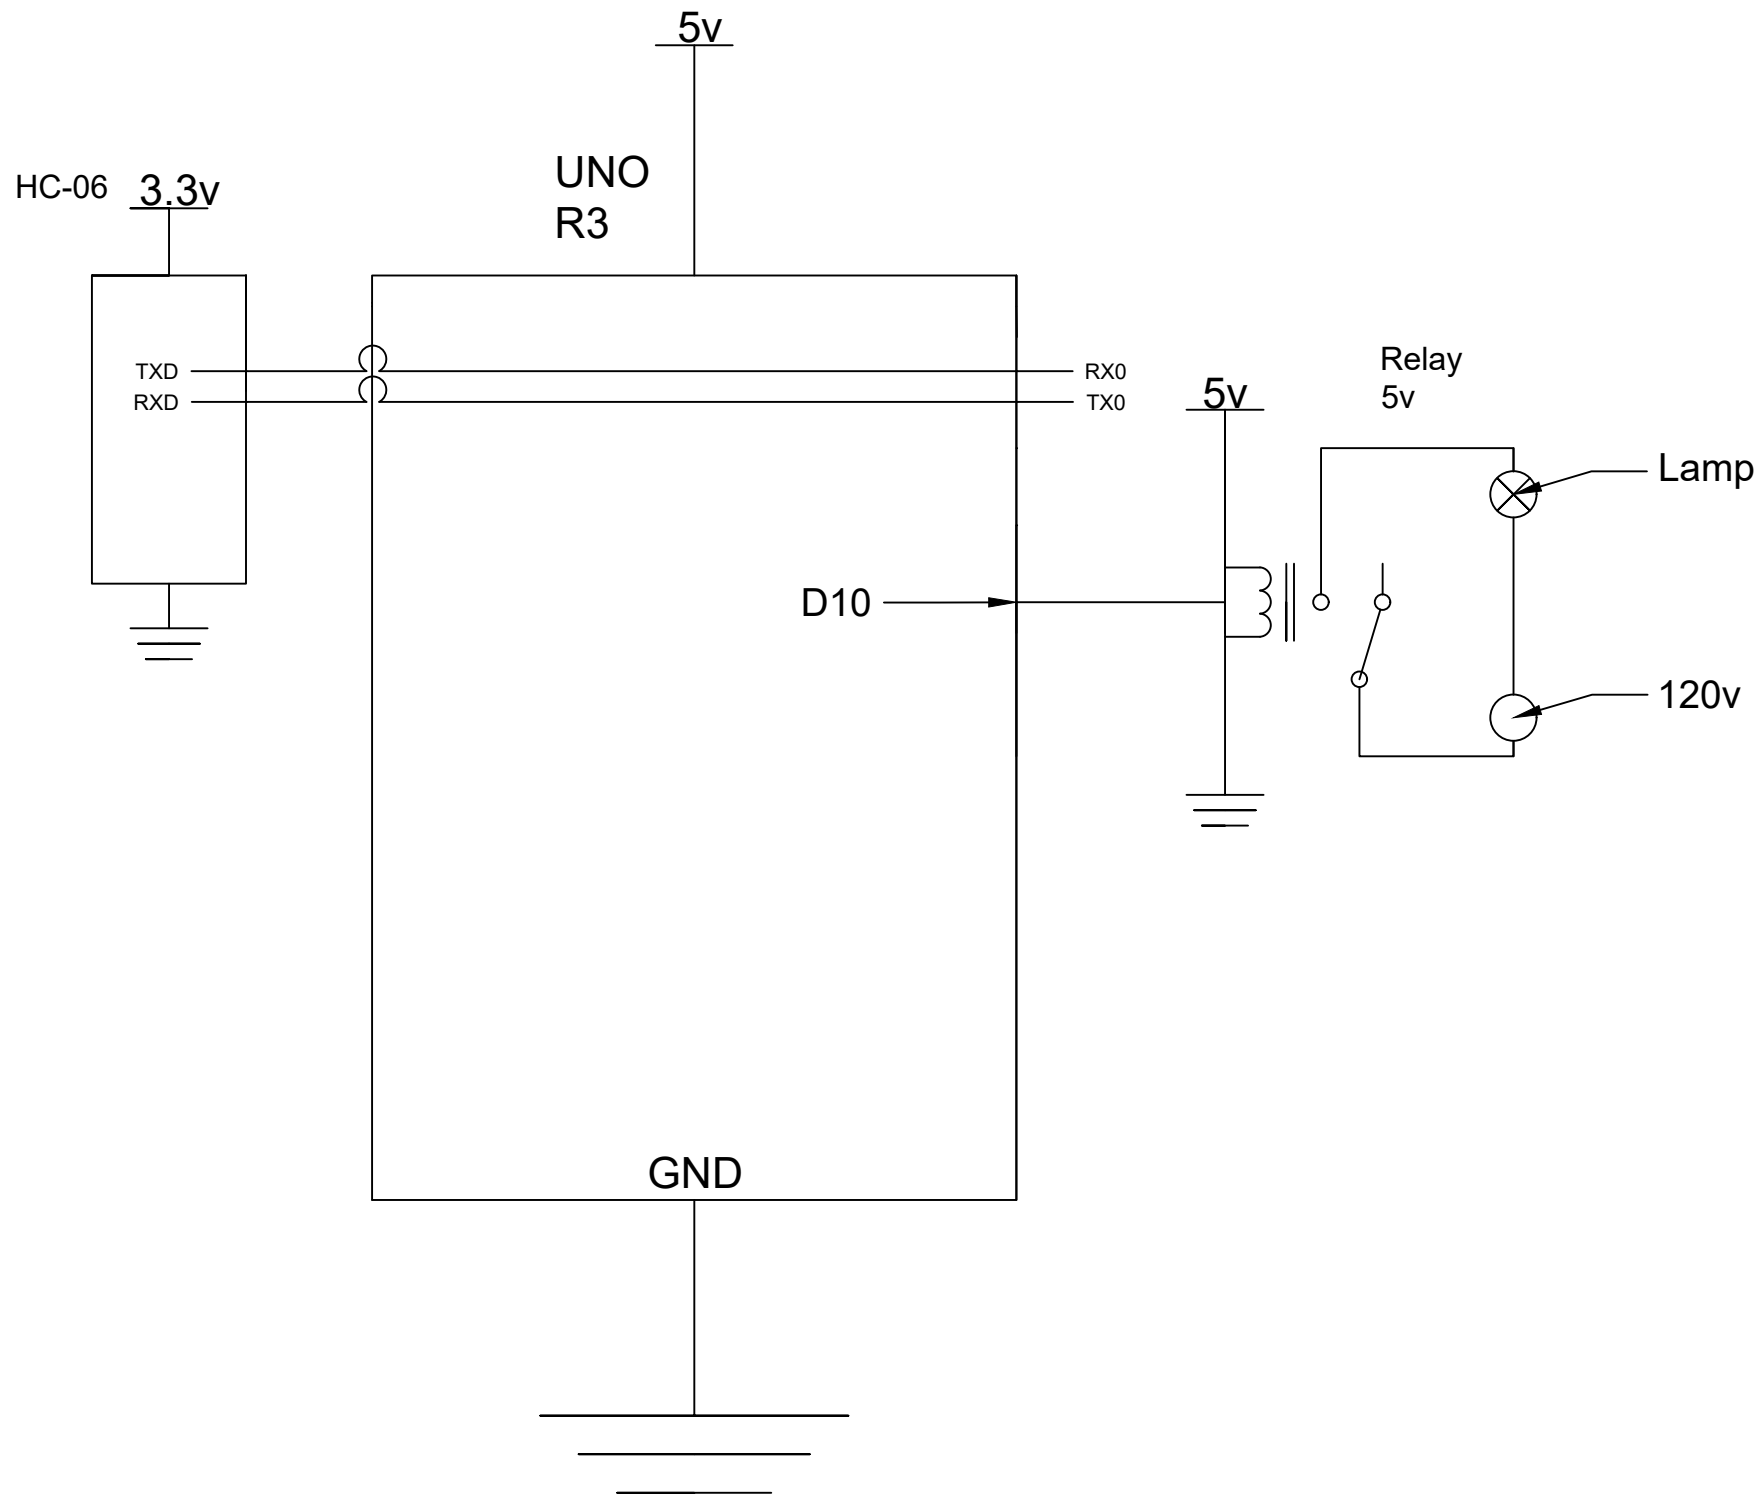 5v
UNO
R3
HC-06 3.3v
TXD
RXD
RX0
TX0
Relay
5v
5v
Lamp
D10
120v
GND